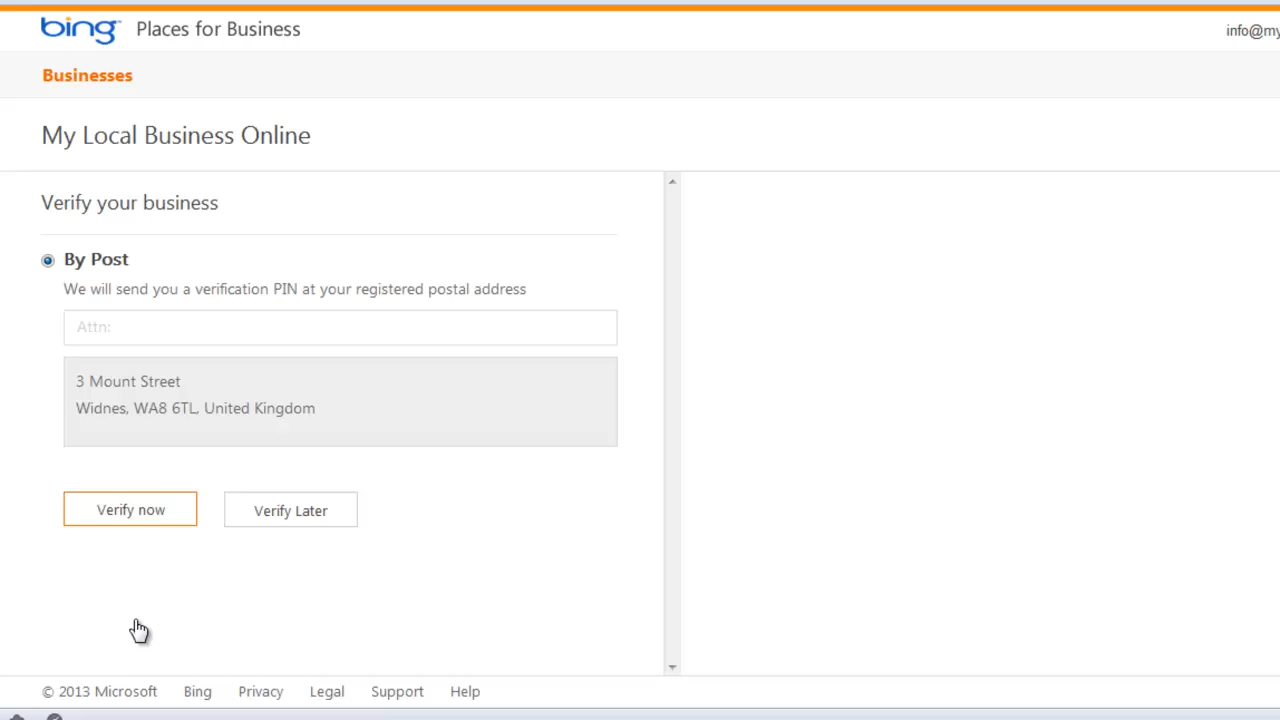 bing Places for Business
info@my
Businesses
My Local Business Online
Verify your business
By Post
We will send you a verification PIN at your registered postal address
Attn:
3 Mount Street
Widnes, WA8 6TL, United Kingdom
Verify now Verify Later
© 2013 Microsoft Bing Privacy Legal Support Help